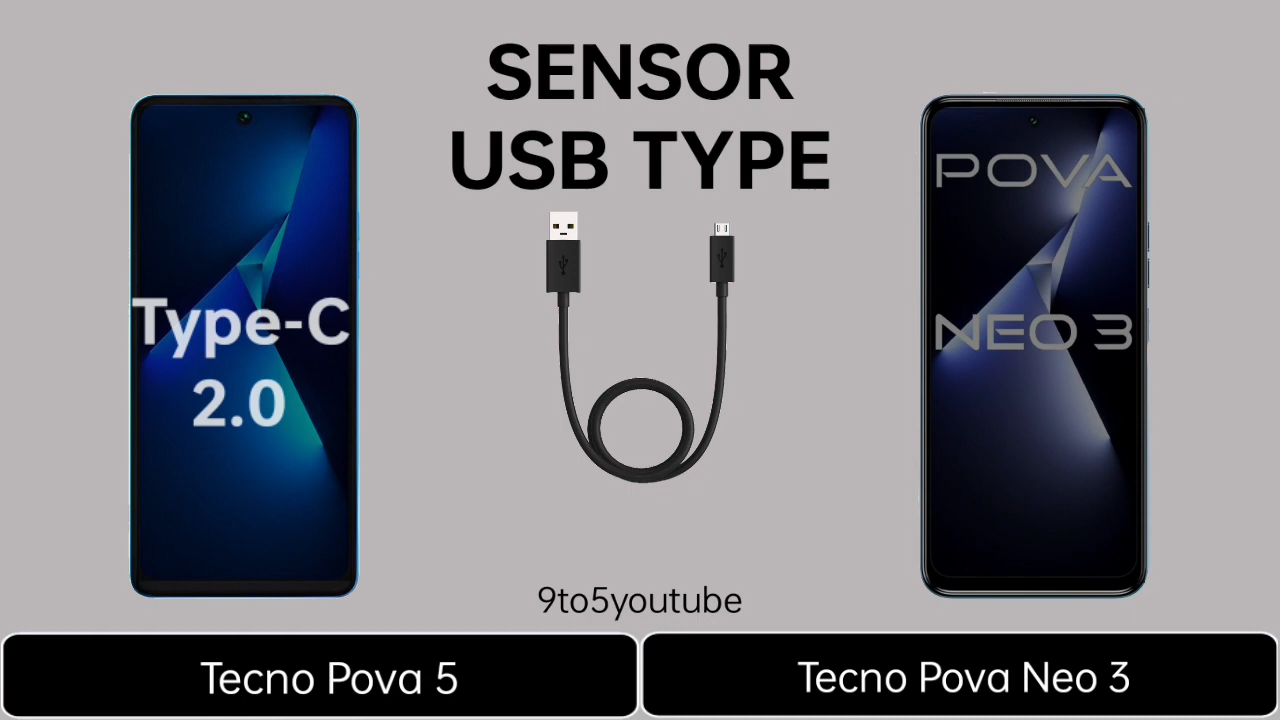 SENSOR
USB TYPE
Type-C
2.0
POVA
NEO 3
9to5youtube
Tecno Pova 5
Tecno Pova Neo 3